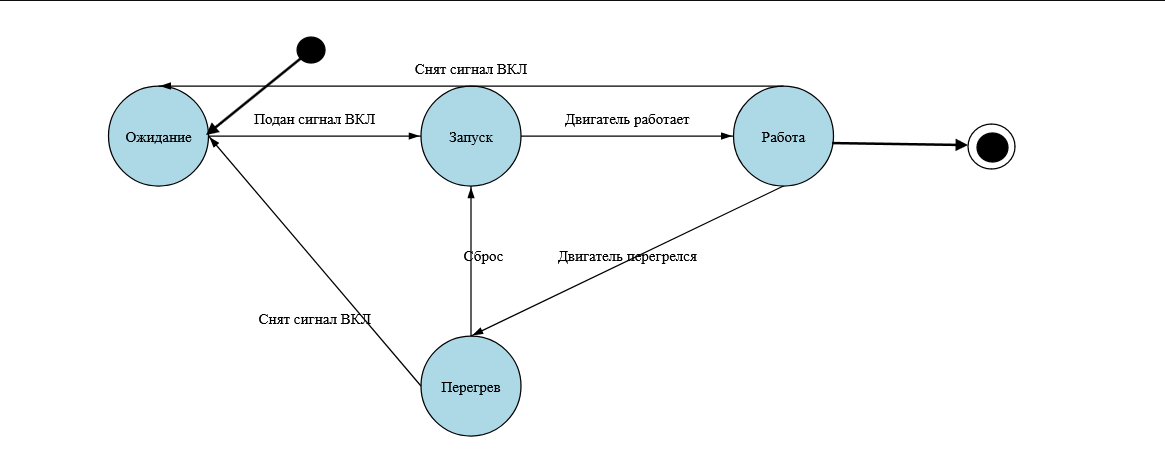 Снят сигнал ВКЛ
Подан сигнал ВКЛ
Двигатель работает
Ожидание
Запуск
Работа
Сброс
Двигатель перегрелся
Снят сигнал ВКЛ
Перегрев